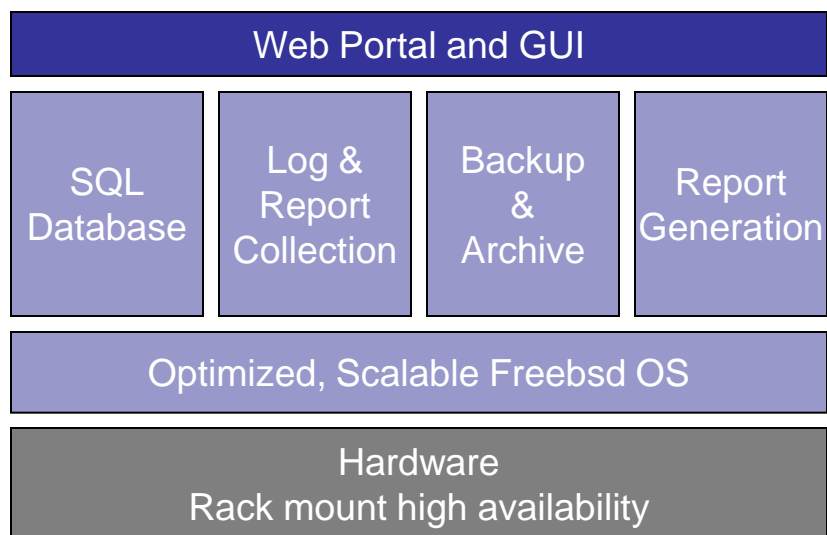 Web Portal and GUI
SQL
Database
Log &
Report
Collection
Backup
&
Archive
Report
Generation
Optimized, Scalable Freebsd OS
Hardware
Rack mount high availability